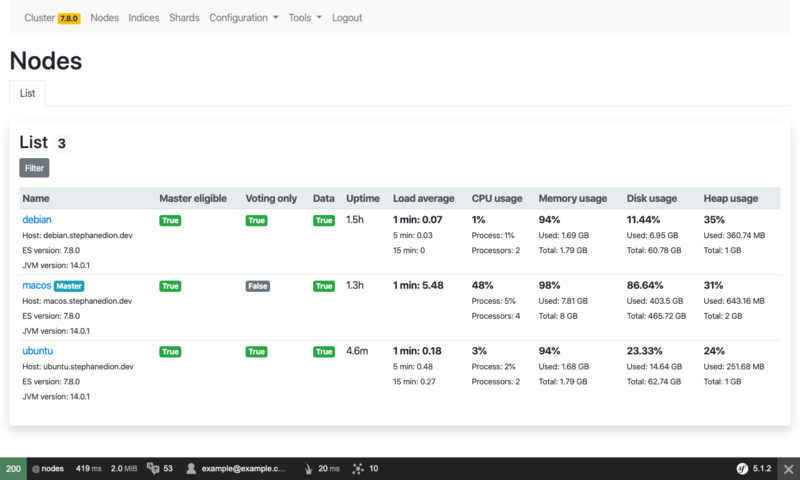 Cluster 7.8.0 Nodes Indices Shards Configuration Tools Logout
Nodes
List
List 3
Filter
Name Master eligible Voting only Data Uptime Load average CPU usage Memory usage Disk usage Heap usage
debian True True True 1.5h 1 min: 0.07 1% 94% 11.44% 35%
Host: debian.stephanedion.dev 5 min: 0.03 Process: 1% Used: 1.69 GB Used: 6.95 GB Used: 360.74 MB
ES version: 7.8.0 15 min: 0 Processors: 2 Total: 1.79 GB Total: 60.78 GB Total: 1 GB
JVM version: 14.0.1
macos Master True False True 1.3h 1 min: 5.48 48% 98% 86.64% 31%
Host: macos.stephanedion.dev Process: 5% Used: 7.81 GB Used: 403.5 GB Used: 643.16 MB
ES version: 7.8.0 Processors: 4 Total: 8 GB Total: 465.72 GB Total: 2 GB
JVM version: 14.0.1
ubuntu True True True 4.6m 1 min: 0.18 3% 94% 23.33% 24%
Host: ubuntu.stephanedion.dev 5 min: 0.48 Process: 2% Used: 1.68 GB Used: 14.64 GB Used: 251.68 MB
ES version: 7.8.0 15 min: 0.27 Processors: 2 Total: 1.79 GB Total: 62.74 GB Total: 1 GB
JVM version: 14.0.1
200 @ nodes 419 ms 2.0 MiB 53 example@example.c... 20 ms 10 5.1.2